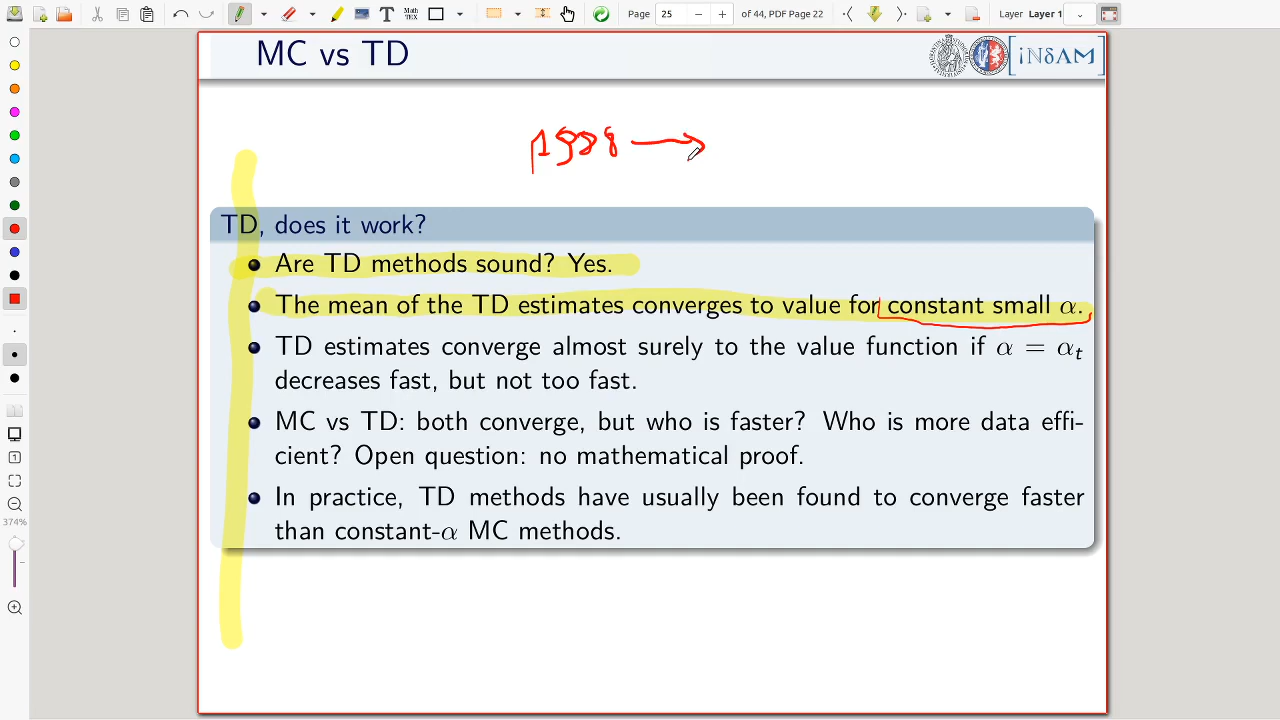 Page 25 of 44, PDF Page 22 Layer Layer 1
MC vs TD
[iNδAM]
1988 →
TD, does it work?
Are TD methods sound? Yes.
The mean of the TD estimates converges to value for constant small α.
TD estimates converge almost surely to the value function if α = αt
decreases fast, but not too fast.
MC vs TD: both converge, but who is faster? Who is more data effi-
cient? Open question: no mathematical proof.
In practice, TD methods have usually been found to converge faster
than constant-α MC methods.
374%